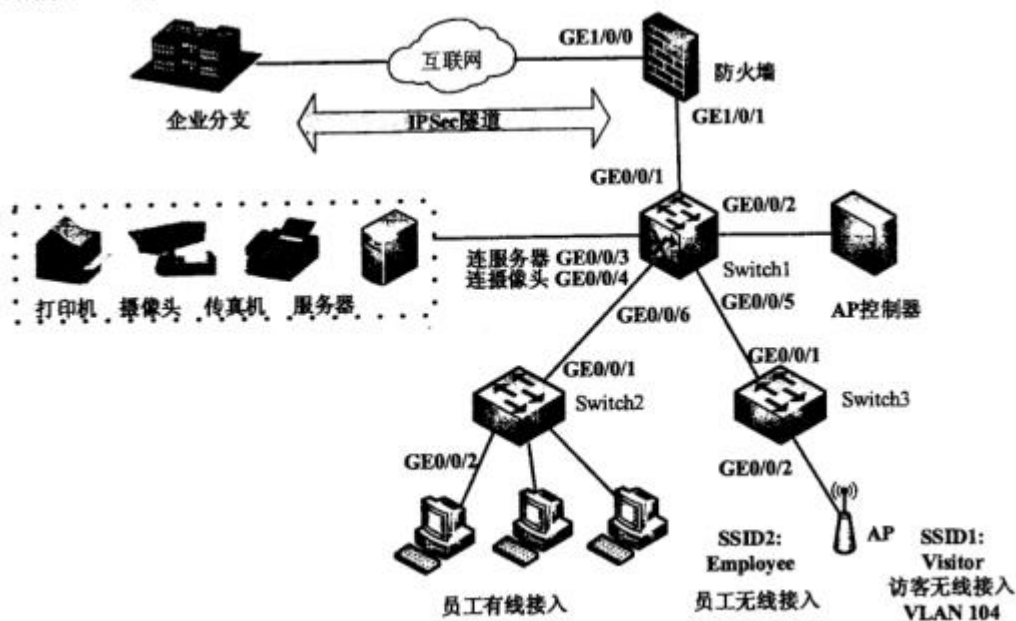 GE1/0/0
互联网
防火墙
企业分支
IPSec隧道
GE1/0/1
GE0/0/1
GE0/0/2
连服务器 GE0/0/3
连摄像头 GE0/0/4
Switch1
打印机 摄像头 传真机 服务器
GE0/0/5
AP控制器
GE0/0/6
GE0/0/1
GE0/0/1
Switch2
Switch3
GE0/0/2
GE0/0/2
AP
SSID2:
Employee
员工无线接入
SSID1:
Visitor
访客无线接入
VLAN 104
员工有线接入